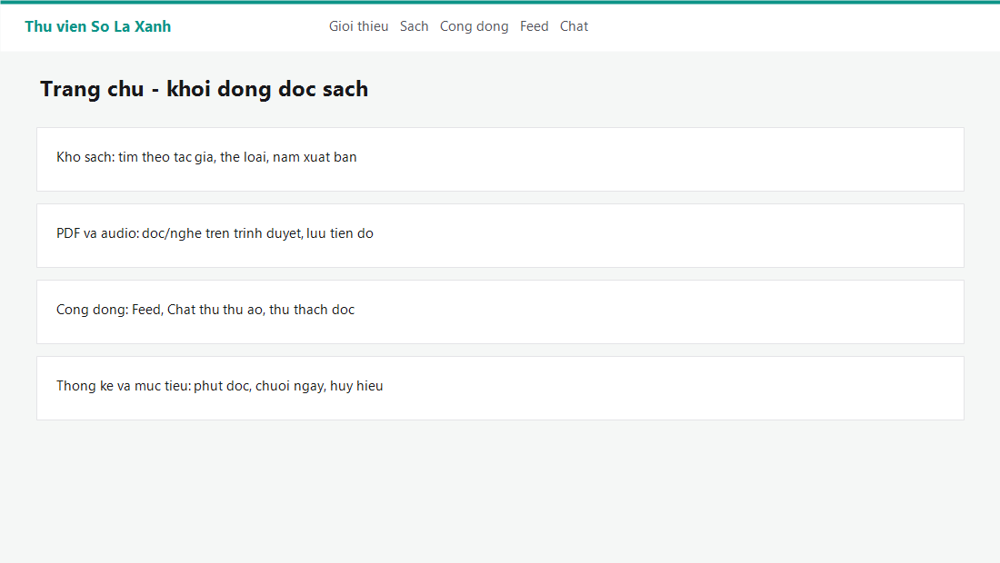 Thu vien So La Xanh
Gioi thieu Sach Cong dong Feed Chat
Trang chu - khoi dong doc sach
Kho sach: tim theo tac gia, the loai, nam xuat ban
PDF va audio: doc/nghe tren trinh duyet, luu tien do
Cong dong: Feed, Chat thu thu ao, thu thach doc
Thong ke va muc tieu: phut doc, chuoi ngay, huy hieu